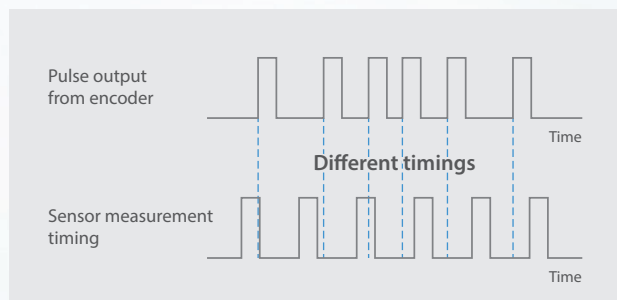 Pulse output
from encoder
Time
Different timings
Sensor measurement
timing
Time